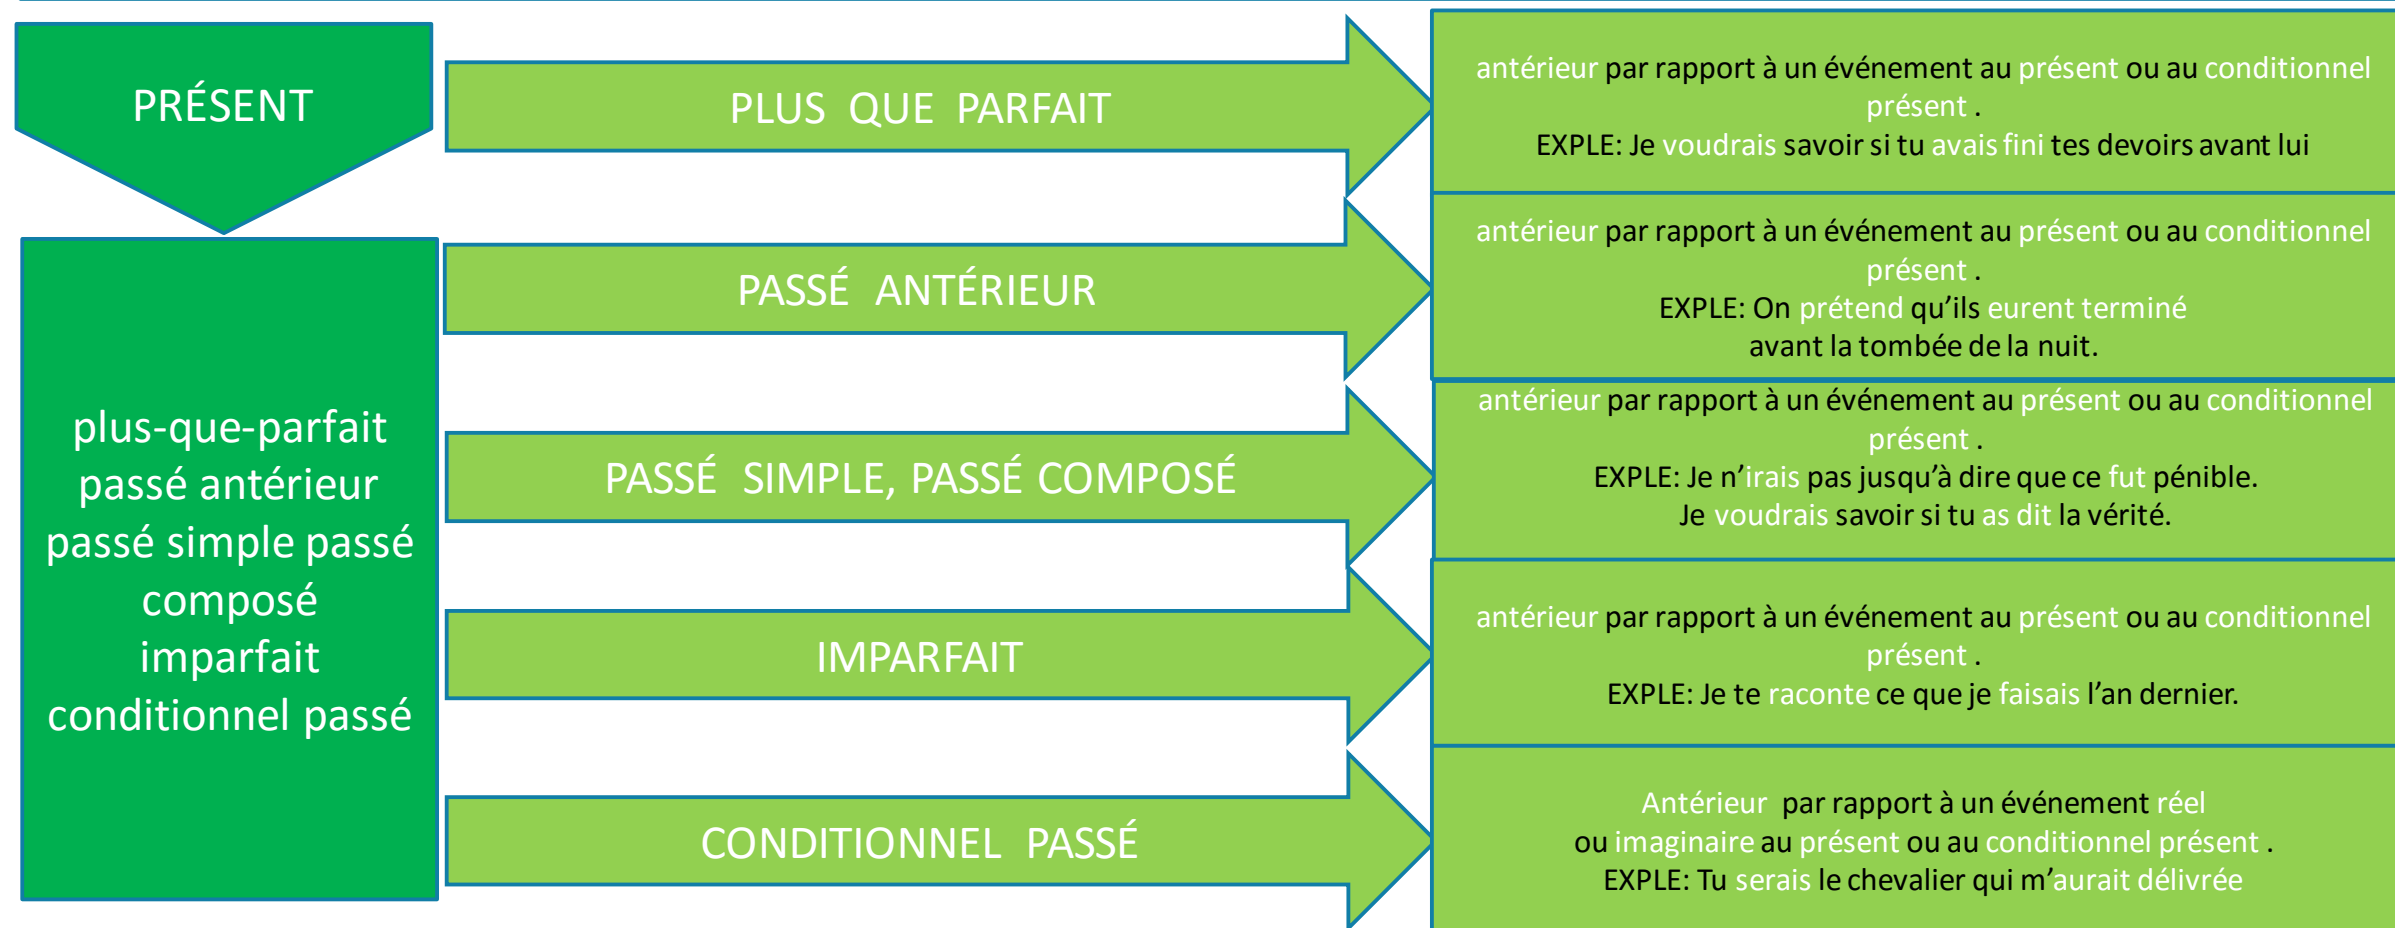 PRÉSENT
plus-que-parfait
passé antérieur
passé simple passé
composé
imparfait
conditionnel passé
PLUS QUE PARFAIT
antérieur par rapport à un événement au présent ou au conditionnel
présent .
EXPLE: Je voudrais savoir si tu avais fini tes devoirs avant lui
PASSÉ ANTÉRIEUR
antérieur par rapport à un événement au présent ou au conditionnel
présent .
EXPLE: On prétend qu’ils eurent terminé
avant la tombée de la nuit.
PASSÉ SIMPLE, PASSÉ COMPOSÉ
antérieur par rapport à un événement au présent ou au conditionnel
présent .
EXPLE: Je n’irais pas jusqu’à dire que ce fut pénible.
Je voudrais savoir si tu as dit la vérité.
IMPARFAIT
antérieur par rapport à un événement au présent ou au conditionnel
présent .
EXPLE: Je te raconte ce que je faisais l’an dernier.
CONDITIONNEL PASSÉ
Antérieur par rapport à un événement réel
ou imaginaire au présent ou au conditionnel présent .
EXPLE: Tu serais le chevalier qui m’aurait délivrée